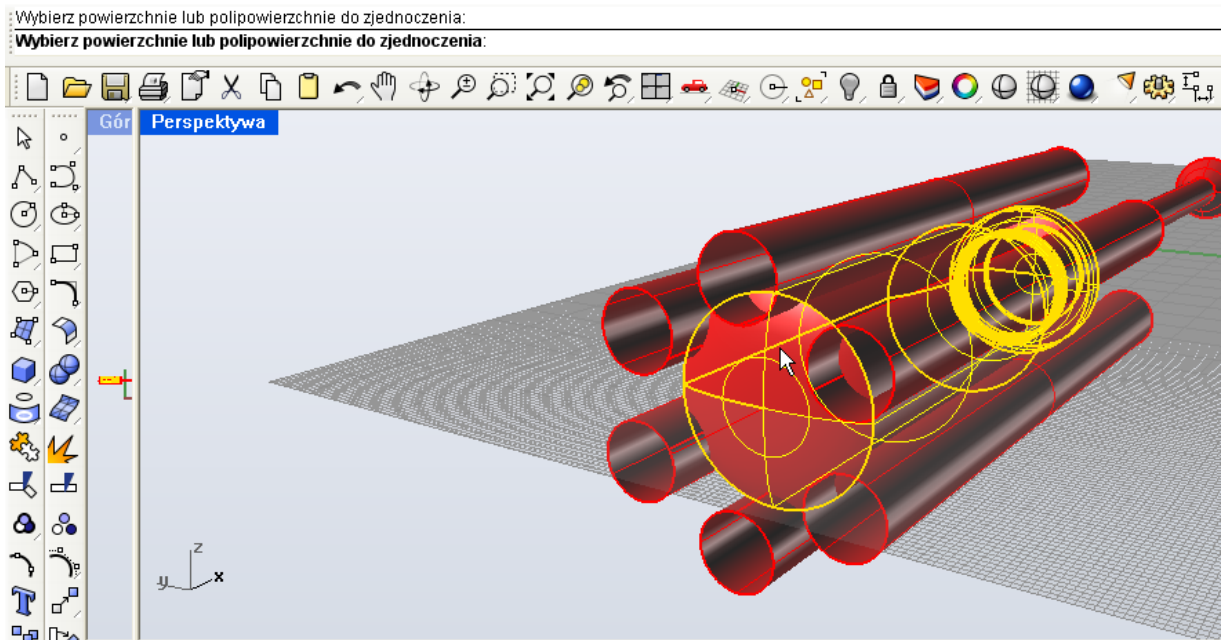 Wybierz powierzchnie lub polipowierzchnie do zjednoczenia:
Wybierz powierzchnie lub polipowierzchnie do zjednoczenia:
Gór Perspektywa
z
y x